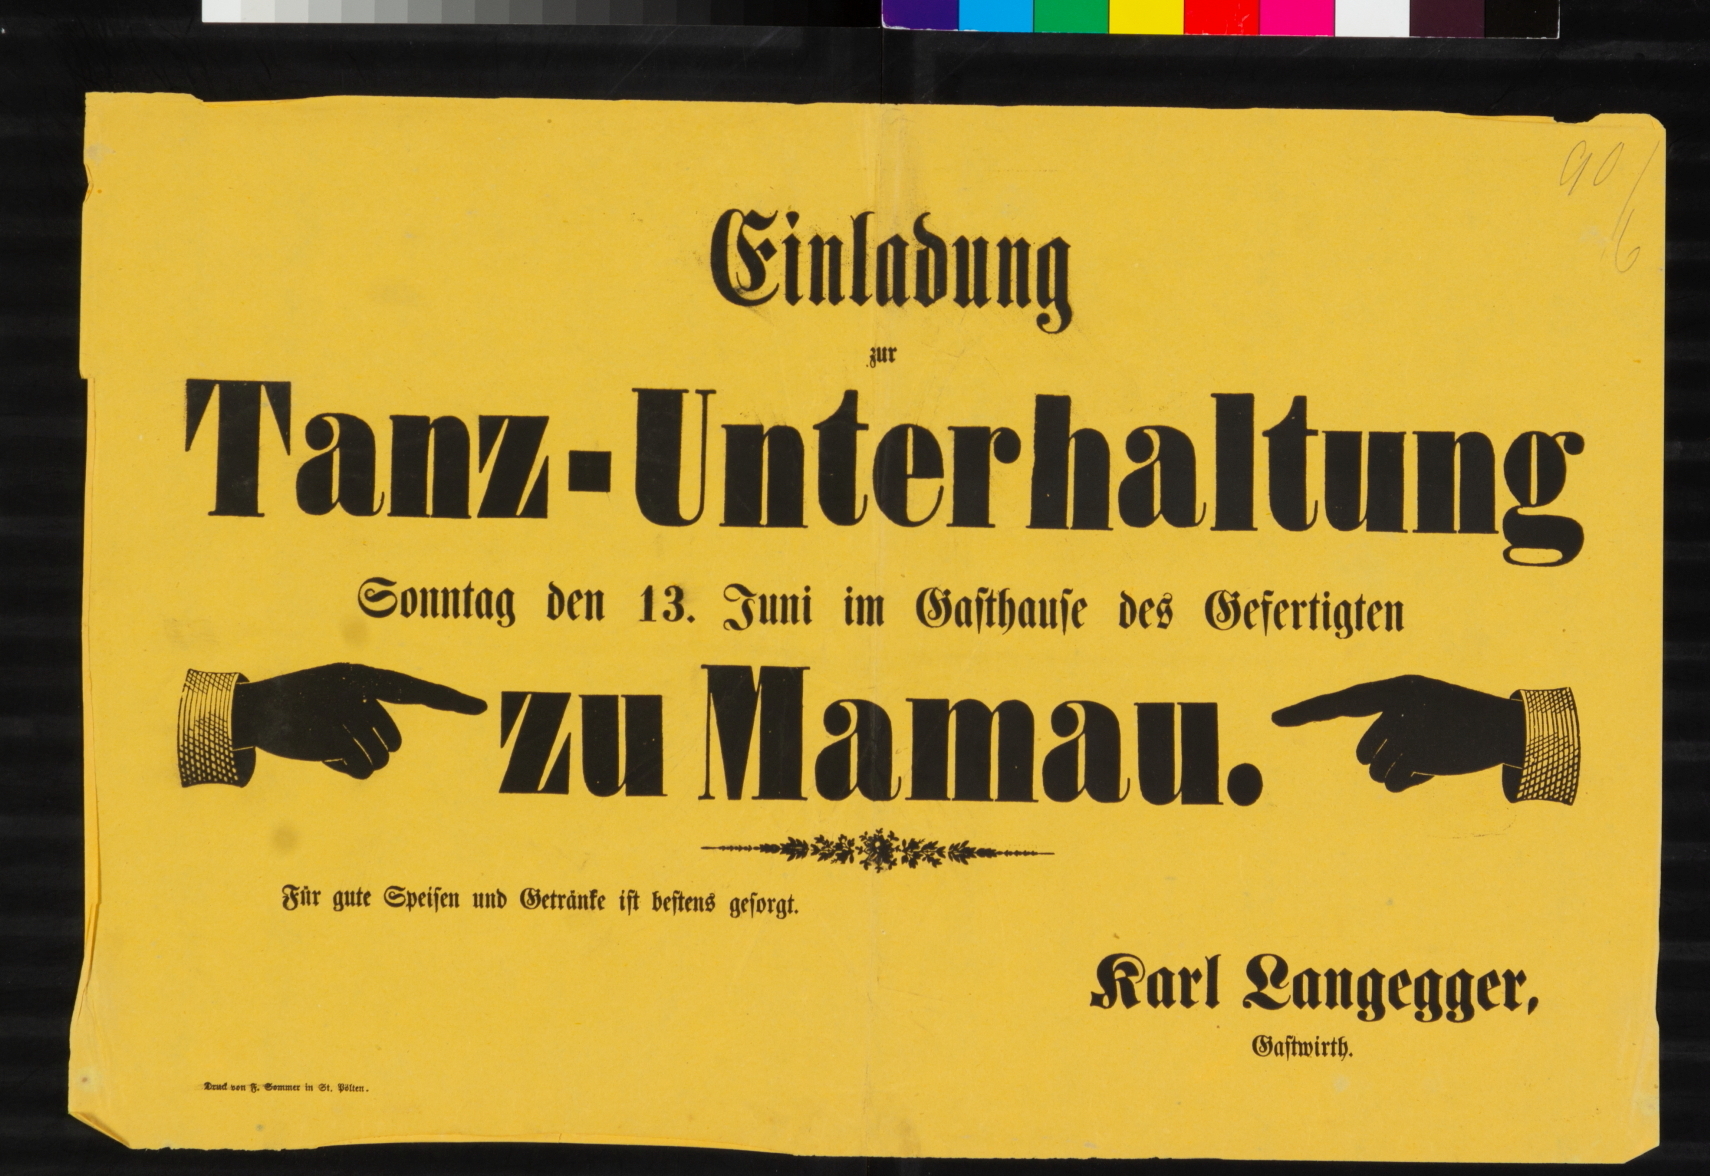 90/6
Einladung
zur
Tanz-Unterhaltung
Sonntag den 13. Juni im Gasthause des Gefertigten
zu Mamau.
Für gute Speisen und Getränke ist bestens gesorgt.
Karl Langegger,
Gastwirth.
Druck von F. Sommer in St. Pölten.